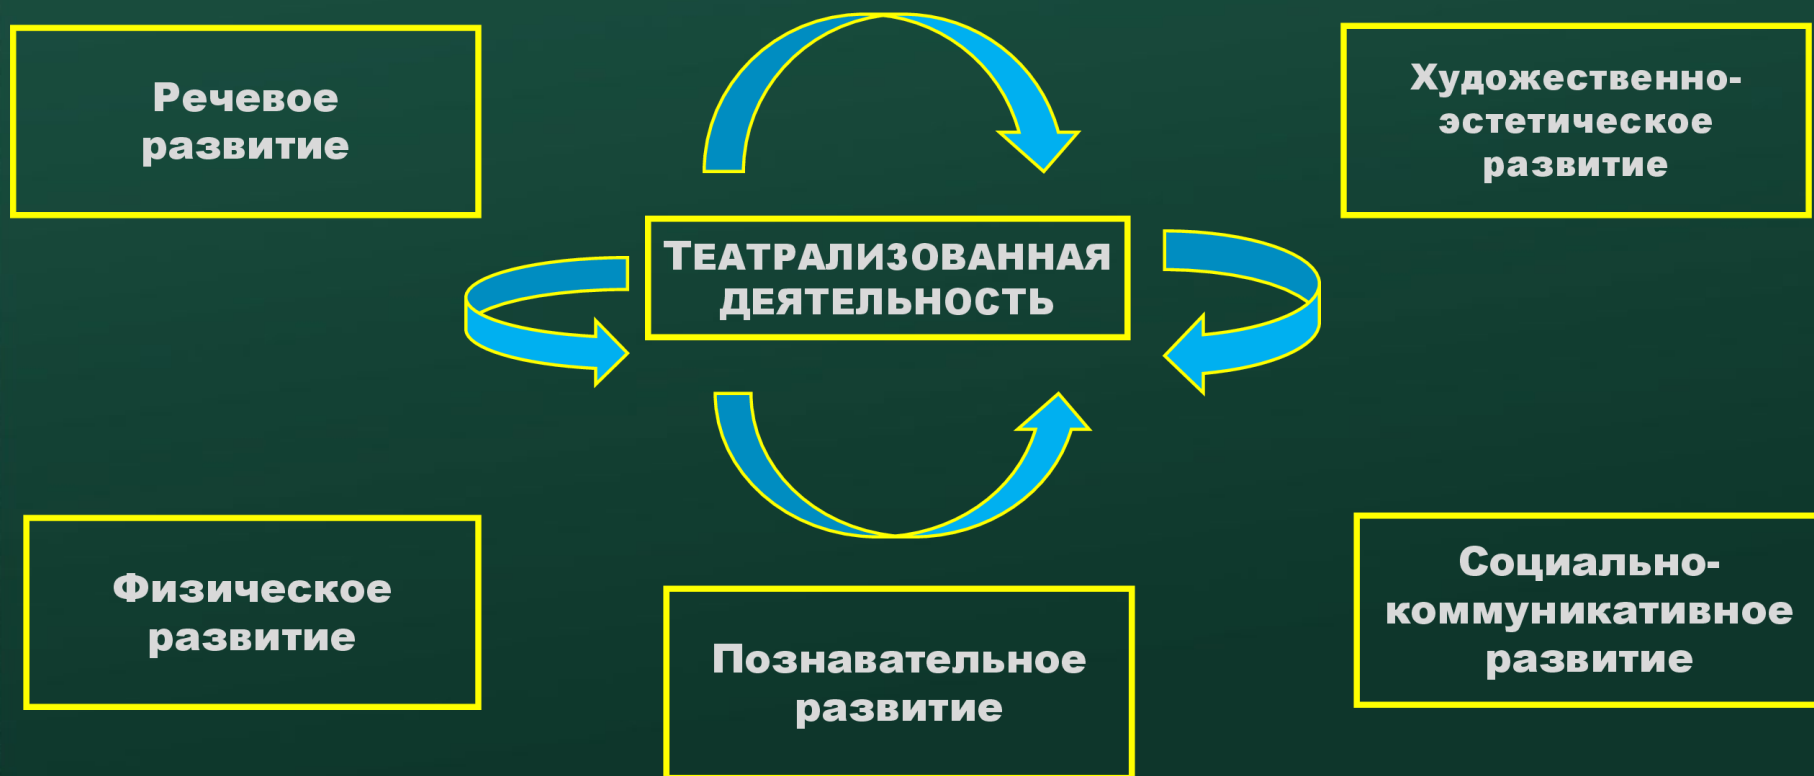 Речевое
развитие
Художественно-
эстетическое
развитие
ТЕАТРАЛИЗОВАННАЯ
ДЕЯТЕЛЬНОСТЬ
Физическое
развитие
Познавательное
развитие
Социально-
коммуникативное
развитие